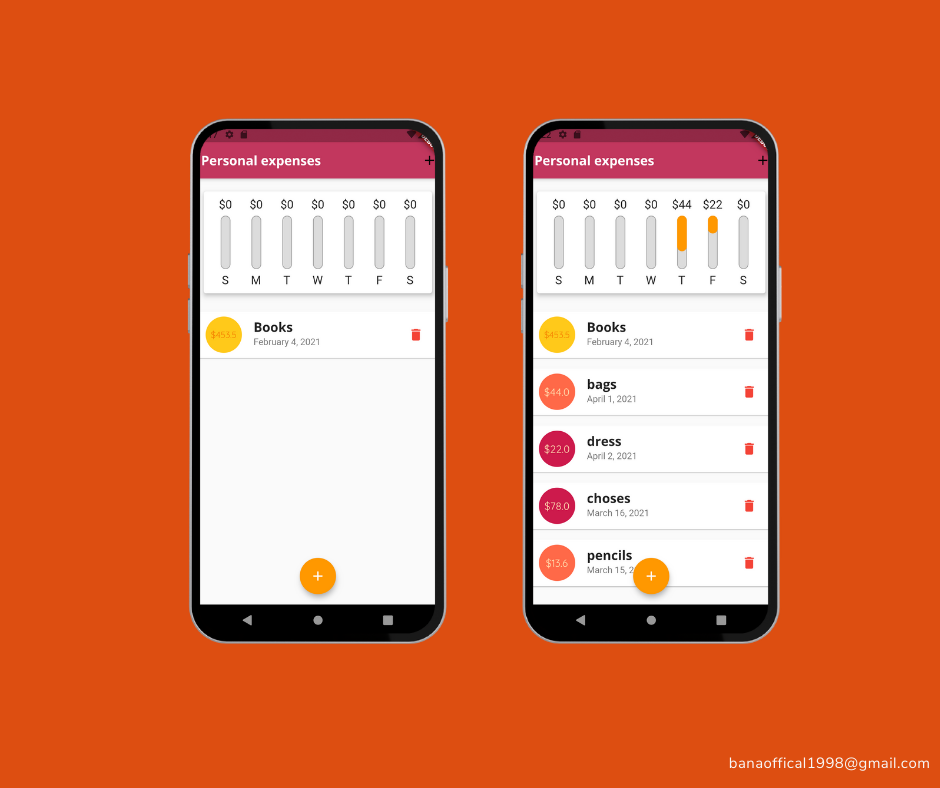 Personal expenses +
$0 $0 $0 $0 $0 $0 $0
S M T W T F S
$453.5 Books
February 4, 2021
+
Personal expenses +
$0 $0 $0 $0 $44 $22 $0
S M T W T F S
$453.5 Books
February 4, 2021
$44.0 bags
April 1, 2021
$22.0 dress
April 2, 2021
$78.0 choses
March 16, 2021
$13.6 pencils
March 15, 2
+
banaoffical1998@gmail.com